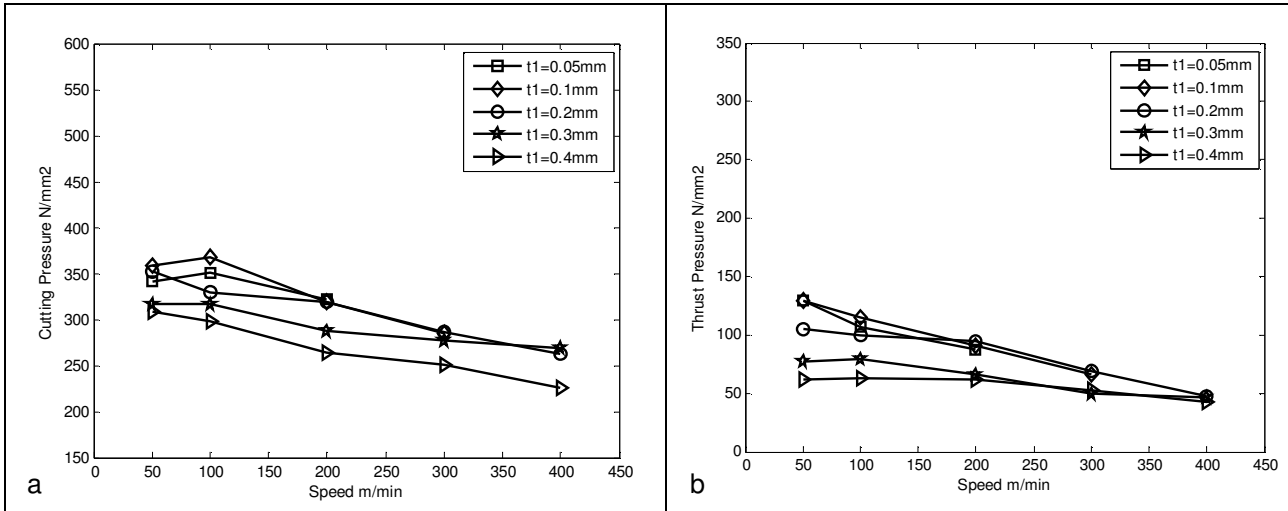 600
550
500
450
400
350
300
250
200
150
Cutting Pressure N/mm2
t1=0.05mm
t1=0.1mm
t1=0.2mm
t1=0.3mm
t1=0.4mm
0 50 100 150 200 250 300 350 400 450
Speed m/min
a
350
300
250
200
150
100
50
0
Thrust Pressure N/mm2
t1=0.05mm
t1=0.1mm
t1=0.2mm
t1=0.3mm
t1=0.4mm
0 50 100 150 200 250 300 350 400 450
Speed m/min
b